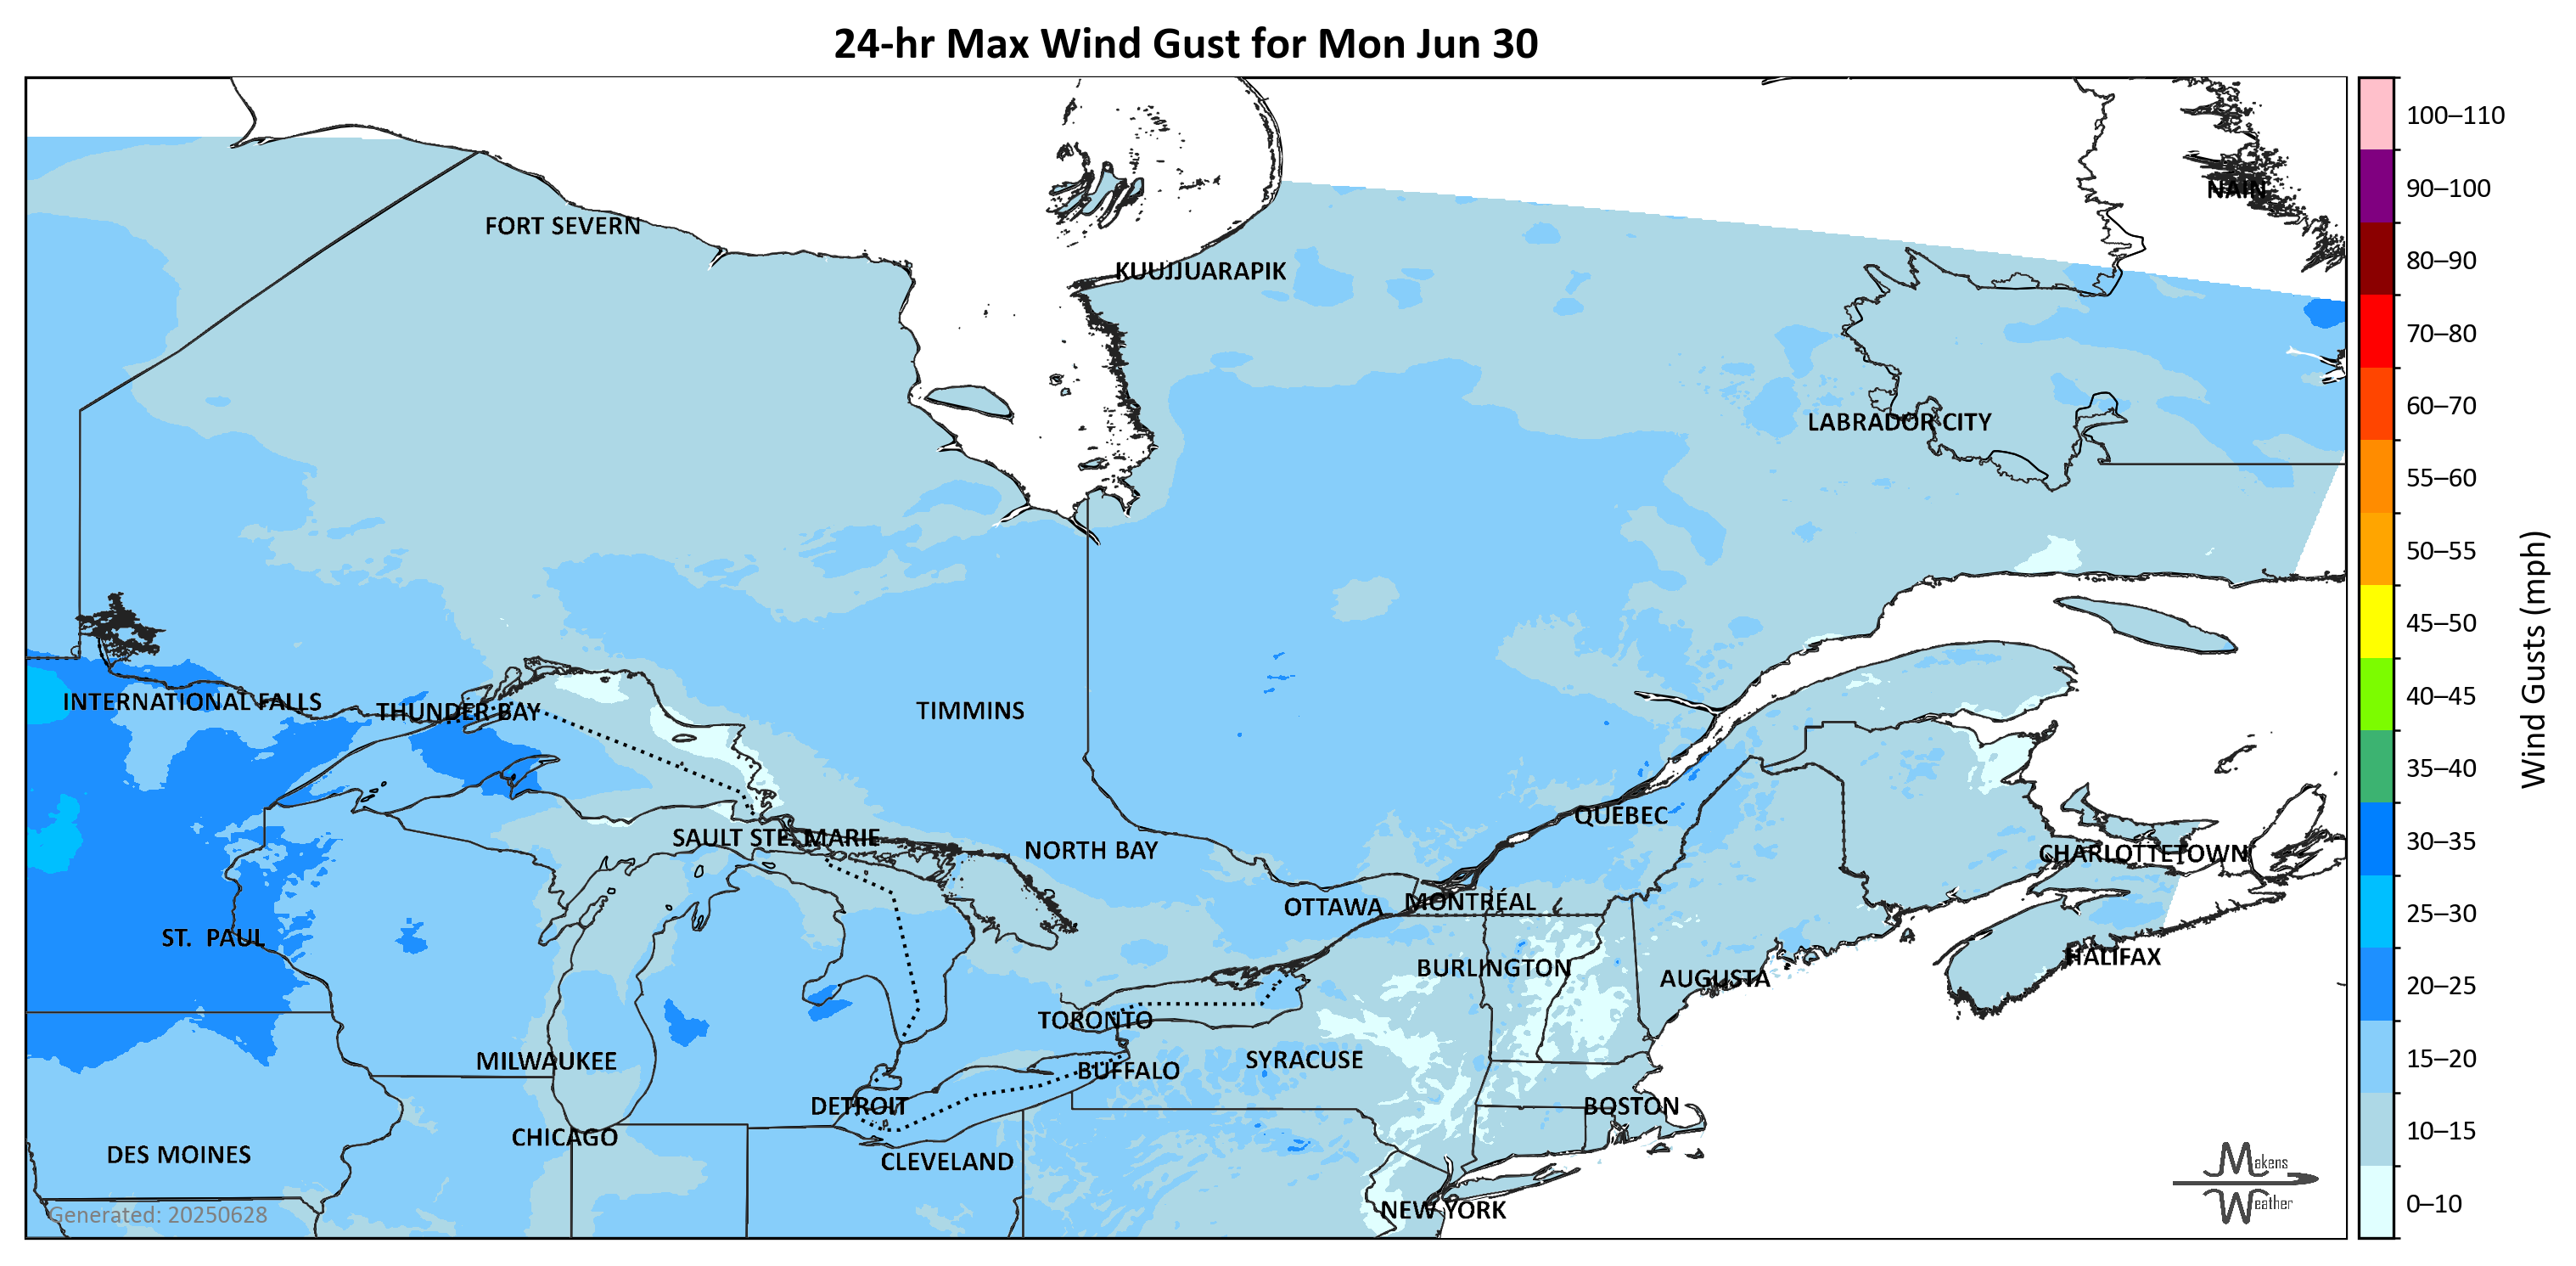 24-hr Max Wind Gust for Mon Jun 30
100–110
90–100
NAIN
FORT SEVERN
80–90
KUUJJUARAPIK
70–80
60–70
LABRADOR CITY
55–60
50–55
45–50
Wind Gusts (mph)
40–45
INTERNATIONAL FALLS
THUNDER BAY
TIMMINS
35–40
QUEBEC
SAULT STE. MARIE
30–35
NORTH BAY
CHARLOTTETOWN
OTTAWA
MONTRÉAL
25–30
ST. PAUL
HALIFAX
BURLINGTON
AUGUSTA
20–25
TORONTO
MILWAUKEE
SYRACUSE
15–20
BUFFALO
DETROIT
BOSTON
CHICAGO
10–15
DES MOINES
CLEVELAND
Makens
Weather
0–10
NEW YORK
Generated: 20250628